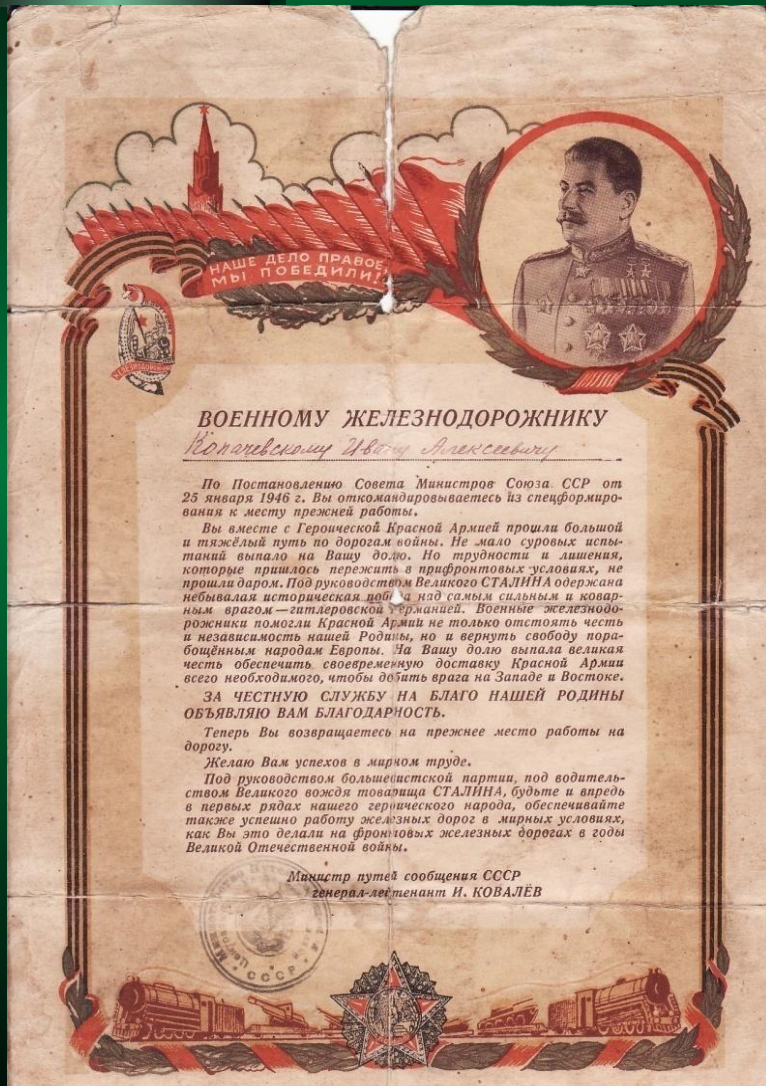 НАШЕ ДЕЛО ПРАВОЕ
МЫ ПОБЕДИЛИ!
ЖЕЛЕЗНОДОРОЖНИКУ
ВОЕННОМУ ЖЕЛЕЗНОДОРОЖНИКУ
Копачевскому Ивану Алексеевичу
По Постановлению Совета Министров Союза ССР от
25 января 1946 г. Вы откомандировываетесь из спецформиро-
вания к месту прежней работы.
Вы вместе с Героической Красной Армией прошли большой
и тяжёлый путь по дорогам войны. Не мало суровых испы-
таний выпало на Вашу долю. Но трудности и лишения,
которые пришлось пережить в прифронтовых условиях, не
прошли даром. Под руководством Великого СТАЛИНА одержана
небывалая историческая победа над самым сильным и ковар-
ным врагом — гитлеровской Германией. Военные железнодо-
рожники помогли Красной Армии не только отстоять честь
и независимость нашей Родины, но и вернуть свободу пора-
бощённым народам Европы. На Вашу долю выпала великая
честь обеспечить своевременную доставку Красной Армии
всего необходимого, чтобы добить врага на Западе и Востоке.
ЗА ЧЕСТНУЮ СЛУЖБУ НА БЛАГО НАШЕЙ РОДИНЫ
ОБЪЯВЛЯЮ ВАМ БЛАГОДАРНОСТЬ.
Теперь Вы возвращаетесь на прежнее место работы на
дорогу.
Желаю Вам успехов в мирном труде.
Под руководством большевистской партии, под водитель-
ством Великого вождя товарища СТАЛИНА, будьте и впредь
в первых рядах нашего героического народа, обеспечивайте
также успешно работу железных дорог в мирных условиях,
как Вы это делали на фронтовых железных дорогах в годы
Великой Отечественной войны.
Министр путей сообщения СССР
генерал-лейтенант И. КОВАЛЁВ
СССР